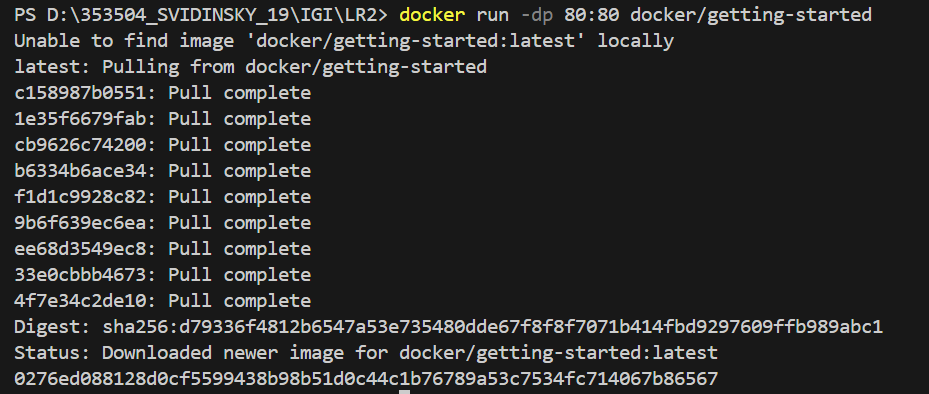 PS D:\353504_SVIDINSKY_19\IGI\LR2> docker run -dp 80:80 docker/getting-started
Unable to find image 'docker/getting-started:latest' locally
latest: Pulling from docker/getting-started
c158987b0551: Pull complete
1e35f6679fab: Pull complete
cb9626c74200: Pull complete
b6334b6ace34: Pull complete
f1d1c9928c82: Pull complete
9b6f639ec6ea: Pull complete
ee68d3549ec8: Pull complete
33e0cbbb4673: Pull complete
4f7e34c2de10: Pull complete
Digest: sha256:d79336f4812b6547a53e735480dde67f8f8f7071b414fbd9297609ffb989abc1
Status: Downloaded newer image for docker/getting-started:latest
0276ed088128d0cf5599438b98b51d0c44c1b76789a53c7534fc714067b86567